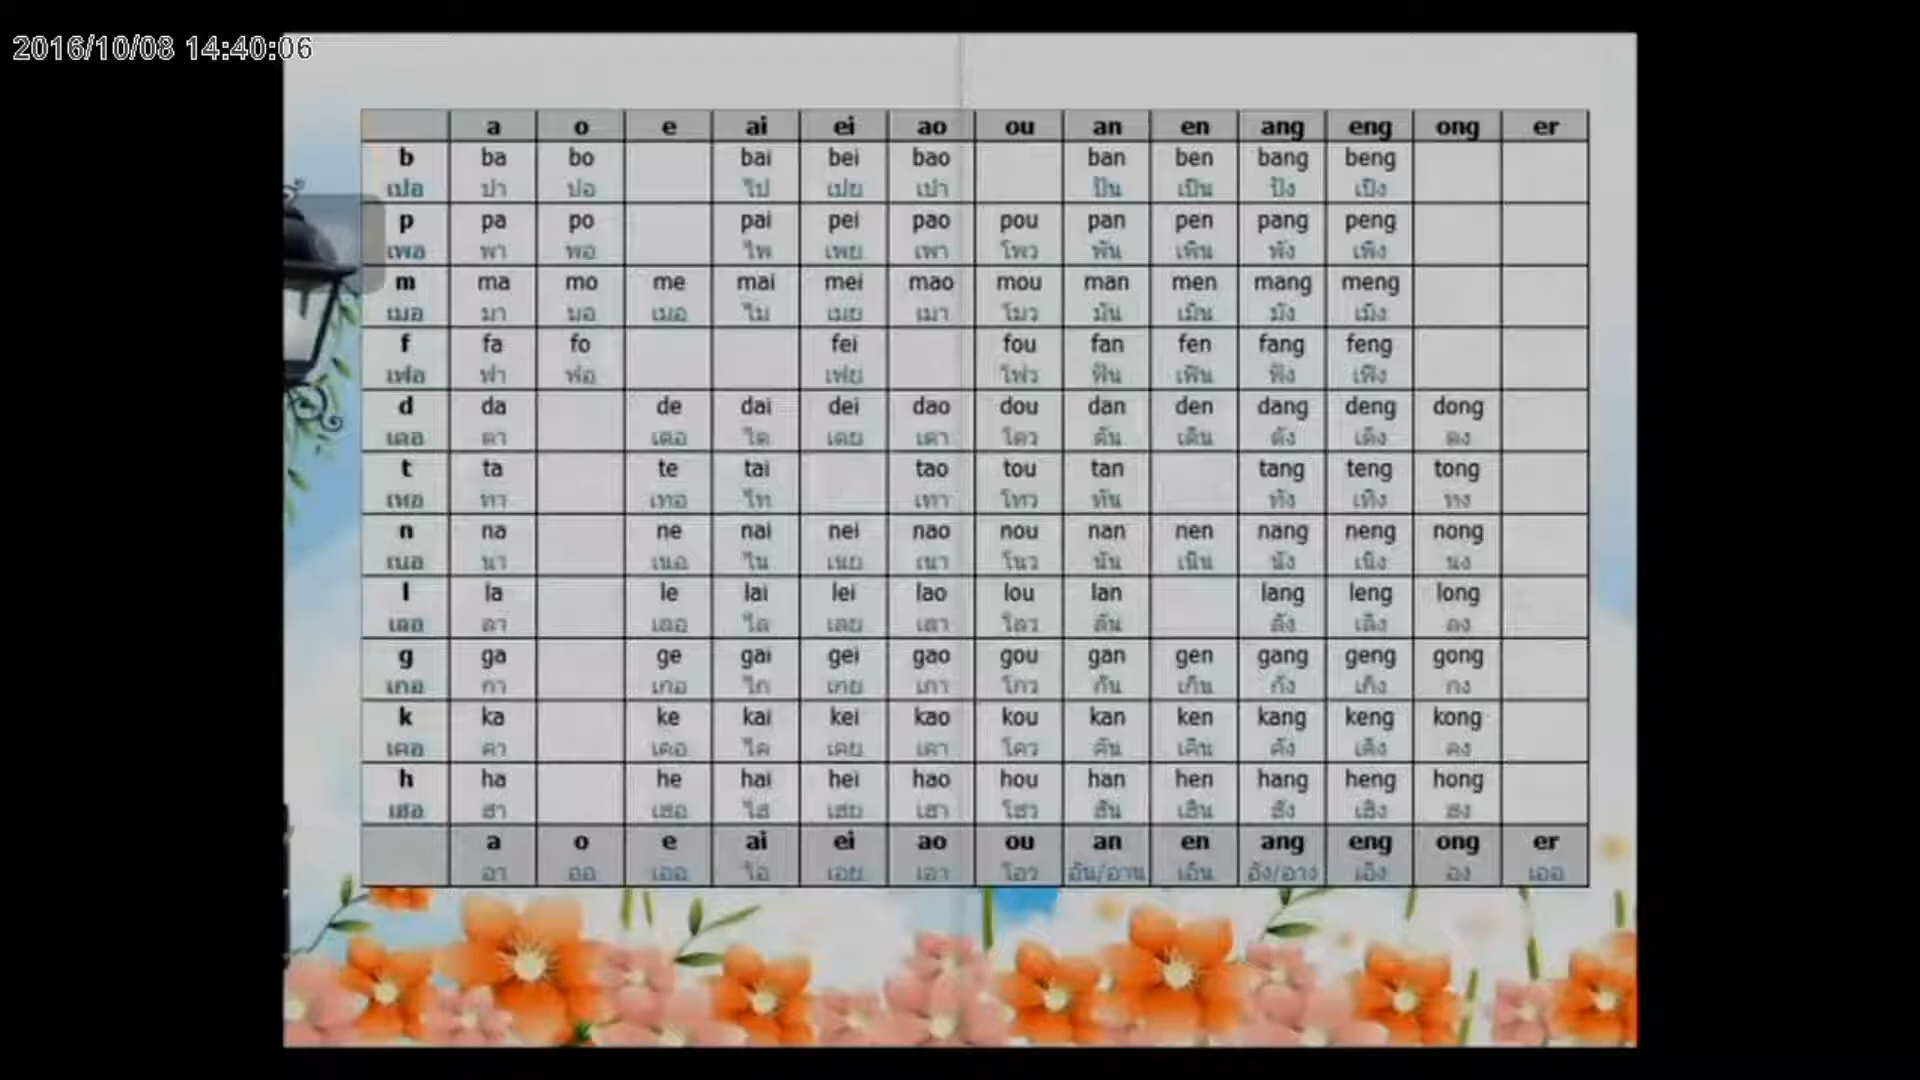 2016/10/08 14:40:06
a o e ai ei ao ou an en ang eng ong er
b ba bo bai bei bao ban ben bang beng
เปอ ปา ปอ ไป เปย เปา ปัน เปิน ปัง เปิง
p pa po pai pei pao pou pan pen pang peng
เพอ พา พอ ไพ เพย เพา โพว พัน เพิน พัง เพิง
m ma mo me mai mei mao mou man men mang meng
เมอ มา มอ เมอ ไม เมย เมา โมว มัน เมิน มัง เมิง
f fa fo fei fou fan fen fang feng
เฟอ ฟา ฟอ เฟย โฟว ฟัน เฟิน ฟัง เฟิง
d da de dai dei dao dou dan den dang deng dong
เดอ ดา เดอ ได เดย เดา โดว ดัน เดิน ดัง เดิง ดง
t ta te tai tao tou tan tang teng tong
เทอ ทา เทอ ไท เทา โทว ทัน ทัง เทิง ทง
n na ne nai nei nao nou nan nen nang neng nong
เนอ นา เนอ ไน เนย เนา โนว นัน เนิน นัง เนิง นง
l la le lai lei lao lou lan lang leng long
เลอ ลา เลอ ไล เลย เลา โลว ลัน ลัง เลิง ลง
g ga ge gai gei gao gou gan gen gang geng gong
เกอ กา เกอ ไก เกย เกา โกว กัน เกิน กัง เกิง กง
k ka ke kai kei kao kou kan ken kang keng kong
เคอ คา เคอ ไค เคย เคา โคว คัน เคิน คัง เคิง คง
h ha he hai hei hao hou han hen hang heng hong
เฮอ ฮา เฮอ ไฮ เฮย เฮา โฮว ฮัน เฮิน ฮัง เฮิง ฮง
a o e ai ei ao ou an en ang eng ong er
อา ออ เออ ไอ เอย เอา โอว อัน/อาน เอิน อัง/อาง เอิง อง เออ